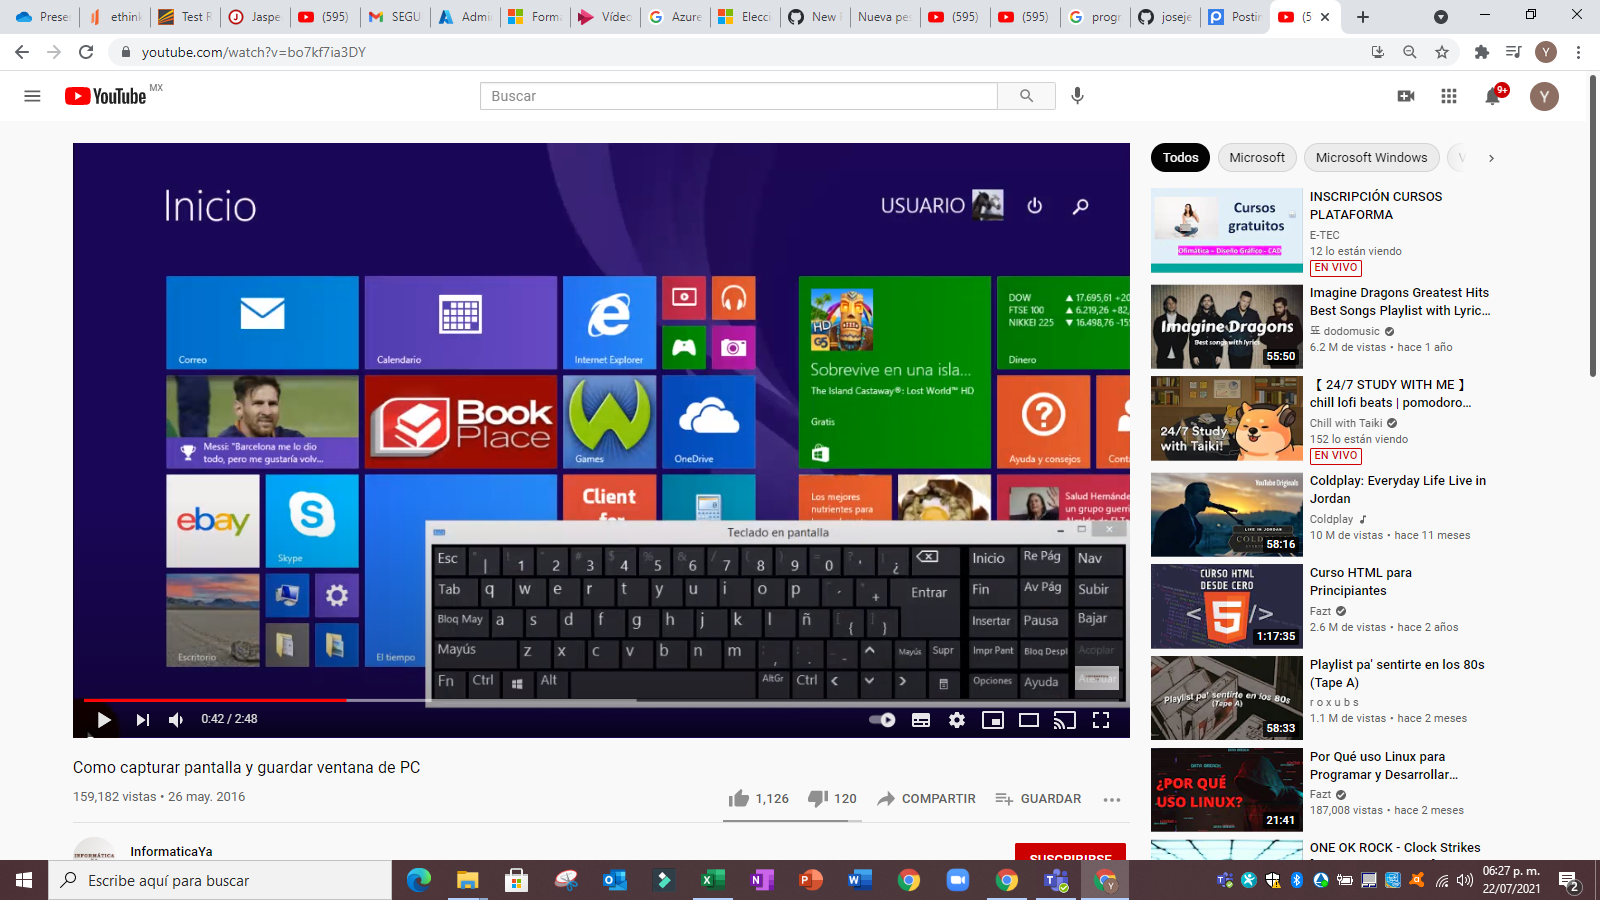 Preser
ethink
Test R
Jaspe
(595)
SEGU
Admi
Forma
Vídeo
Azure
Elecci
New
Nueva pes
(595)
(595)
progr
joseje
Postir
youtube.com/watch?v=bo7kf7ia3DY
Y
YouTube MX
Buscar
9+
Y
Inicio
USUARIO
Correo
Calendario
Internet Explorer
Sobrevive en una isla...
The Island Castaway®: Lost World™ HD
Gratis
HD
G5
DOW ▲ 17.695,61 +20
FTSE 100 ▲ 6.219,26 +82,
NIKKEI 225 ▼ 16.498,76 -15
Dinero
Messi: "Barcelona me lo dio
todo, pero me gustaría volv...
Book
Place
Games
OneDrive
Ayuda y consejos
Cont
ebay
Skype
Client
for
Los mejores
nutrientes para
Salud Hernánde
un grupo guerri
Escritorio
El tiempo
Teclado en pantalla
Esc | 1 2 3 4 5 6 7 8 9 0 ' ¿ Inicio Re Pág Nav
Tab q w e r t y u i o p ´ + Entrar Fin Av Pág Subir
Bloq May a s d f g h j k l ñ { } Insertar Pausa Bajar
Mayús z x c v b n m , . - ^ Mayús Supr Impr Pant Bloq Despl Acoplar
Fn Ctrl Alt AltGr Ctrl < v > Opciones Ayuda Atenuar
0:42 / 2:48
Como capturar pantalla y guardar ventana de PC
159,182 vistas • 26 may. 2016
1,126
120
COMPARTIR
GUARDAR
INFORMÁTICA
InformaticaYa
SUSCRIBIRSE
Todos
Microsoft
Microsoft Windows
Cursos
gratuitos
Ofimática – Diseño Gráfico - CAD
INSCRIPCIÓN CURSOS
PLATAFORMA
E-TEC
12 lo están viendo
EN VIVO
Imagine Dragons
Best songs with lyrics
55:50
Imagine Dragons Greatest Hits
Best Songs Playlist with Lyric...
또 dodomusic
6.2 M de vistas • hace 1 año
24/7 Study
with Taiki!
【 24/7 STUDY WITH ME 】
chill lofi beats | pomodoro...
Chill with Taiki
152 lo están viendo
EN VIVO
YouTube Originals
LIVE IN JORDAN
58:16
Coldplay: Everyday Life Live in
Jordan
Coldplay
10 M de vistas • hace 11 meses
CURSO HTML
DESDE CERO
< 5 />
1:17:35
Curso HTML para
Principiantes
Fazt
2.6 M de vistas • hace 2 años
Playlist pa' sentirte en los 80s
(Tape A)
58:33
Playlist pa' sentirte en los 80s
(Tape A)
r o x u b s
1.1 M de vistas • hace 2 meses
¿POR QUÉ
USO LINUX?
21:41
Por Qué uso Linux para
Programar y Desarrollar...
Fazt
187,008 vistas • hace 2 meses
ONE OK ROCK - Clock Strikes
Escribe aquí para buscar
06:27 p. m.
22/07/2021
2